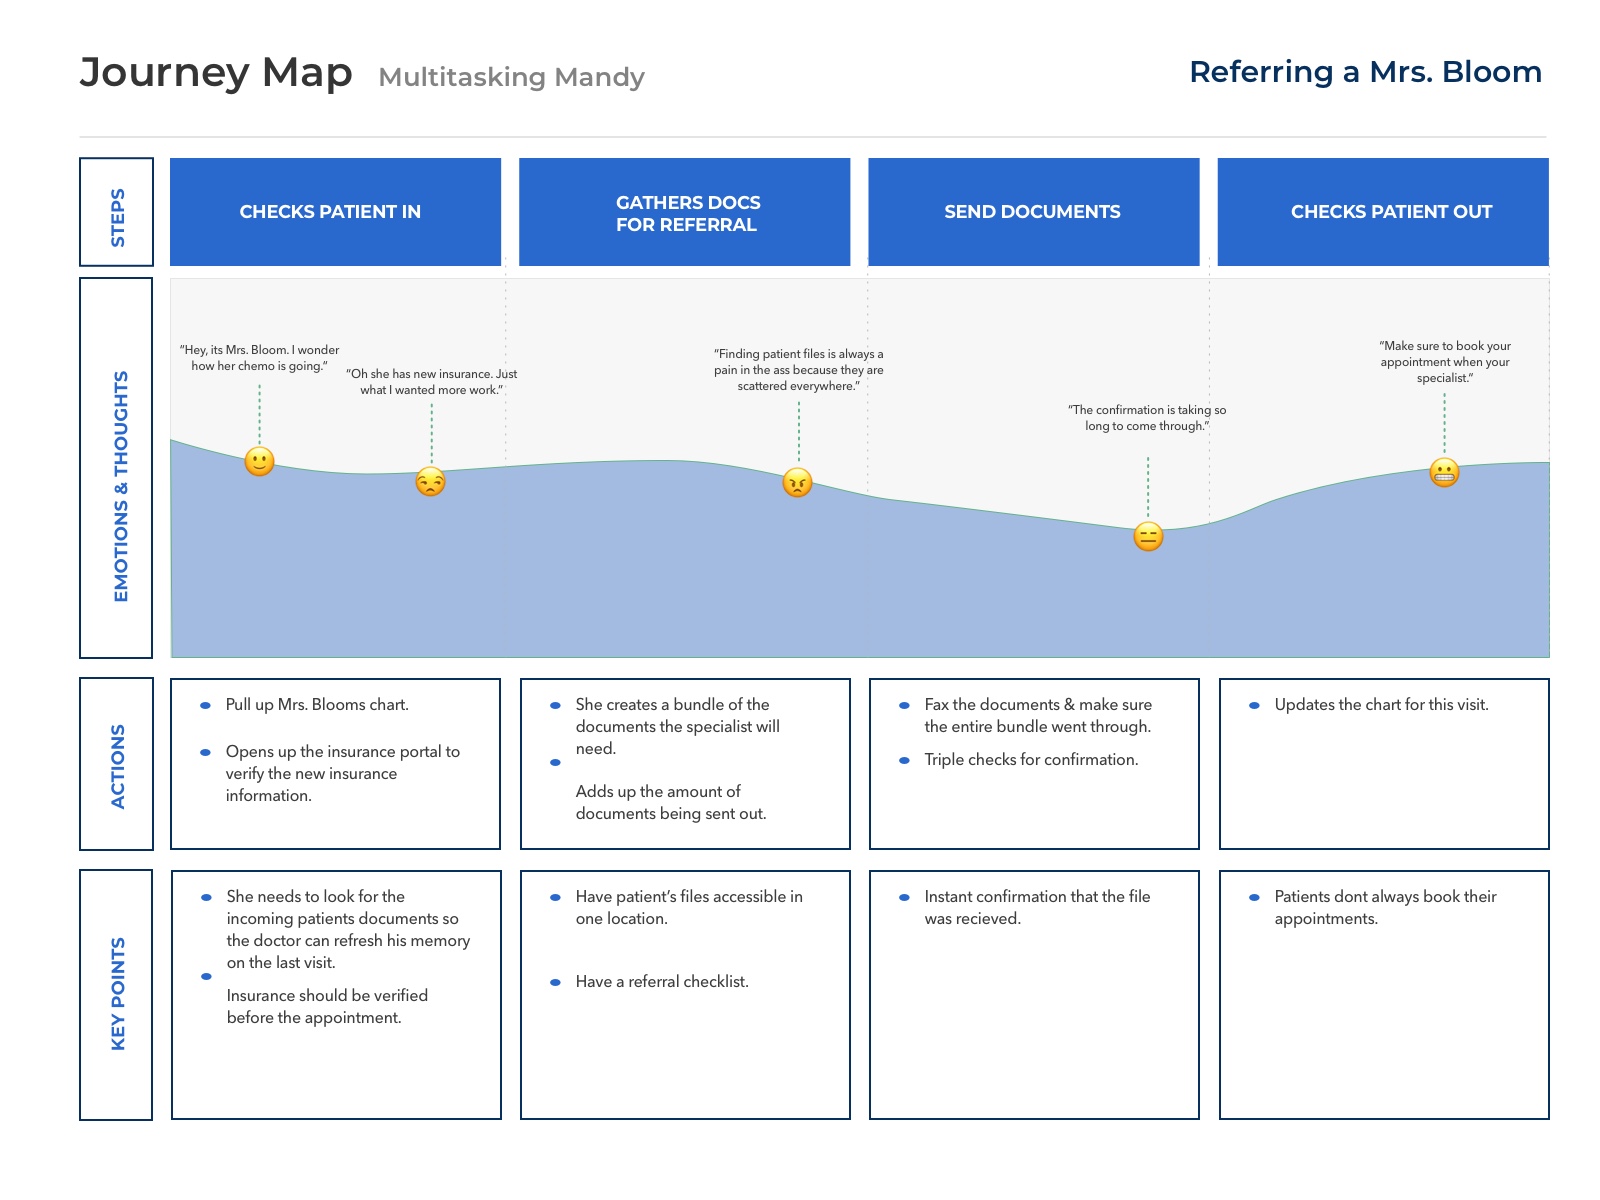 Journey Map Multitasking Mandy
Referring a Mrs. Bloom
STEPS
CHECKS PATIENT IN
GATHERS DOCS
FOR REFERRAL
SEND DOCUMENTS
CHECKS PATIENT OUT
EMOTIONS & THOUGHTS
“Hey, its Mrs. Bloom. I wonder
how her chemo is going.”
“Oh she has new insurance. Just
what I wanted more work.”
“Finding patient files is always a
pain in the ass because they are
scattered everywhere.”
“The confirmation is taking so
long to come through.”
“Make sure to book your
appointment when your
specialist.”
ACTIONS
Pull up Mrs. Blooms chart.
Opens up the insurance portal to
verify the new insurance
information.
She creates a bundle of the
documents the specialist will
need.
Adds up the amount of
documents being sent out.
Fax the documents & make sure
the entire bundle went through.
Triple checks for confirmation.
Updates the chart for this visit.
KEY POINTS
She needs to look for the
incoming patients documents so
the doctor can refresh his memory
on the last visit.
Insurance should be verified
before the appointment.
Have patient’s files accessible in
one location.
Have a referral checklist.
Instant confirmation that the file
was recieved.
Patients dont always book their
appointments.